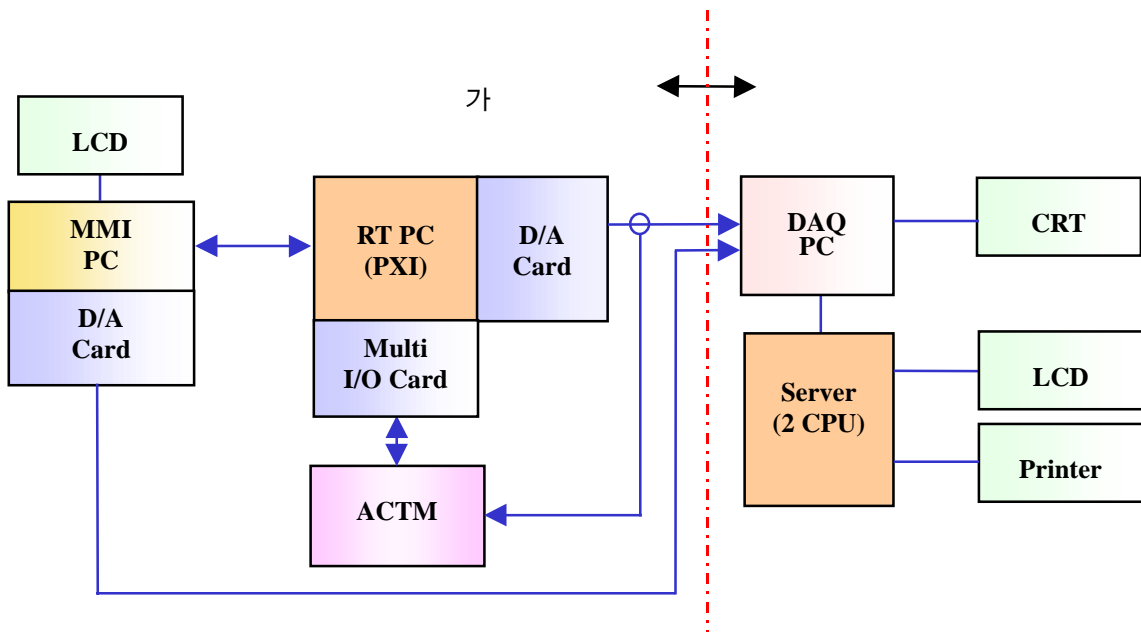 가
LCD
MMI
PC
D/A
Card
RT PC
(PXI)
D/A
Card
Multi
I/O Card
ACTM
DAQ
PC
CRT
Server
(2 CPU)
LCD
Printer